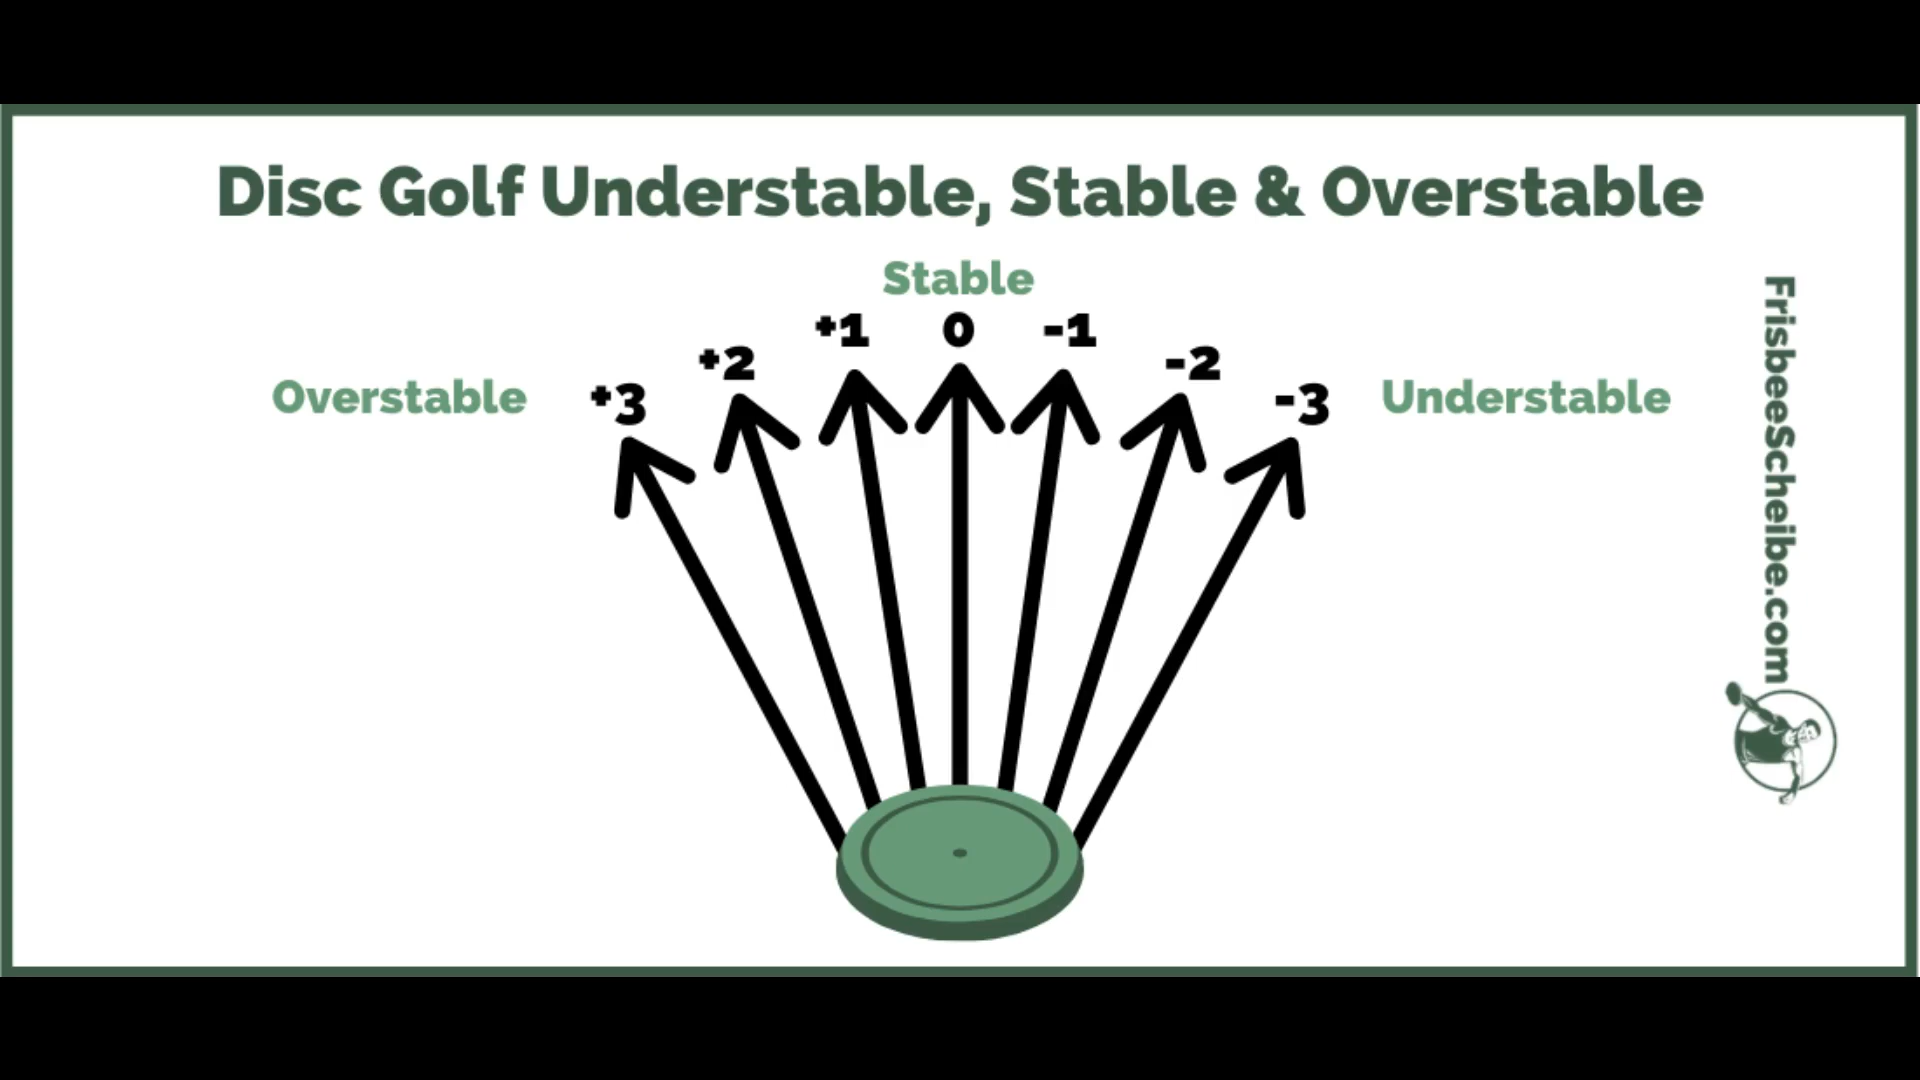 Disc Golf Understable, Stable & Overstable
Stable
+3
+2
+1
0
-1
-2
-3
Overstable
Understable
FrisbeeScheibe.com